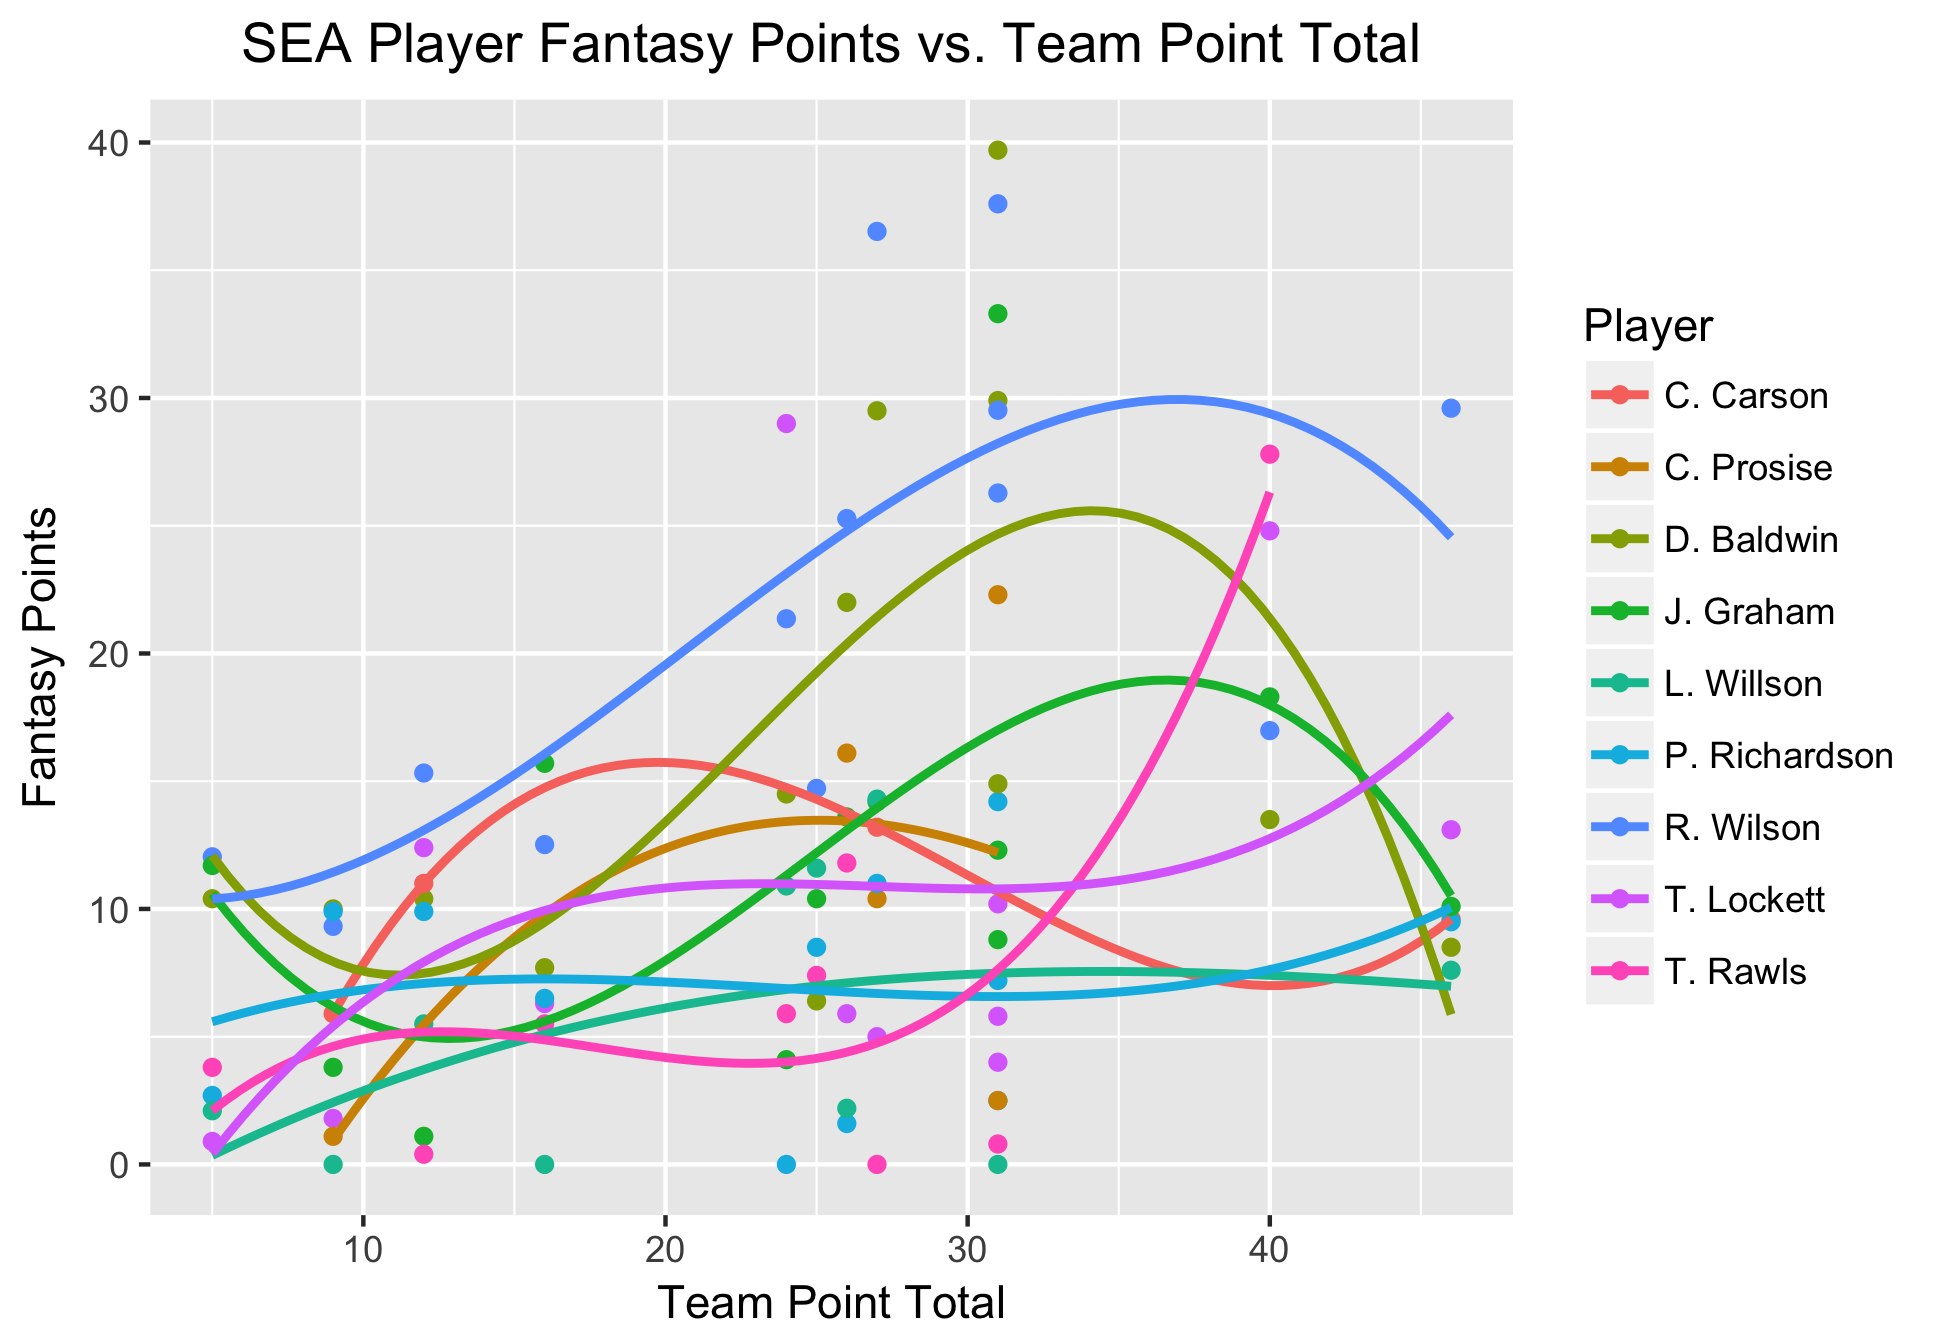 SEA Player Fantasy Points vs. Team Point Total
40
30
20
10
0
Fantasy Points
10 20 30 40
Team Point Total
Player
C. Carson
C. Prosise
D. Baldwin
J. Graham
L. Willson
P. Richardson
R. Wilson
T. Lockett
T. Rawls